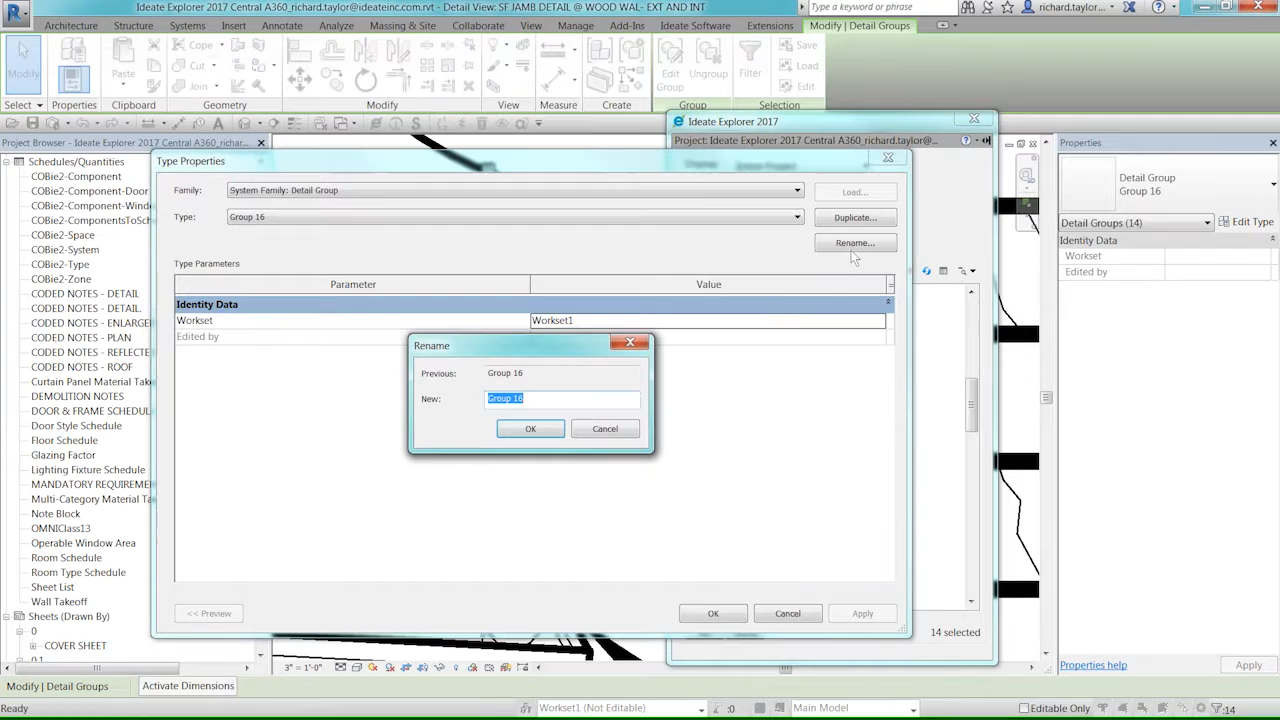 Ideate Explorer 2017 Central A360_richard.taylor@ideateinc.com.rvt - Detail View: SF JAMB DETAIL @ WOOD WAL- EXT AND INT
Type a keyword or phrase
richard.taylor...
Architecture Structure Systems Insert Annotate Analyze Massing & Site Collaborate View Manage Add-Ins Ideate Software Extensions Modify | Detail Groups
Modify
Paste
Cope
Cut
Join
Edit Group
Ungroup
Filter
Save
Load
Edit
Select Properties Clipboard Geometry Modify View Measure Create Group Selection
Project Browser - Ideate Explorer 2017 Central A360_richard.taylor...
Schedules/Quantities
COBie2-Component
COBie2-Component-Door
COBie2-Component-Windo
COBie2-ComponentsToSch
COBie2-Space
COBie2-System
COBie2-Type
COBie2-Zone
CODED NOTES - DETAIL
CODED NOTES - DETAIL.
CODED NOTES - ENLARGE
CODED NOTES - PLAN
CODED NOTES - REFLECTE
CODED NOTES - ROOF
Curtain Panel Material Take
DEMOLITION NOTES
DOOR & FRAME SCHEDUL
Door Style Schedule
Floor Schedule
Glazing Factor
Lighting Fixture Schedule
MANDATORY REQUIREME
Multi-Category Material Ta
Note Block
OMNIClass13
Operable Window Area
Room Schedule
Room Type Schedule
Sheet List
Wall Takeoff
Sheets (Drawn By)
0
COVER SHEET
0.1
Ideate Explorer 2017
Project: Ideate Explorer 2017 Central A360_richard.taylor@...
14 selected
Type Properties
Family: System Family: Detail Group Load...
Type: Group 16 Duplicate...
Rename...
Type Parameters
Parameter Value
Identity Data
Workset Workset1
Edited by
Rename
Previous: Group 16
New: Group 16
OK Cancel
<< Preview OK Cancel Apply
Properties
Detail Group
Group 16
Detail Groups (14) Edit Type
Identity Data
Workset
Edited by
Properties help Apply
3" = 1'-0"
Modify | Detail Groups Activate Dimensions
Ready Workset1 (Not Editable) :0 Main Model Editable Only :14